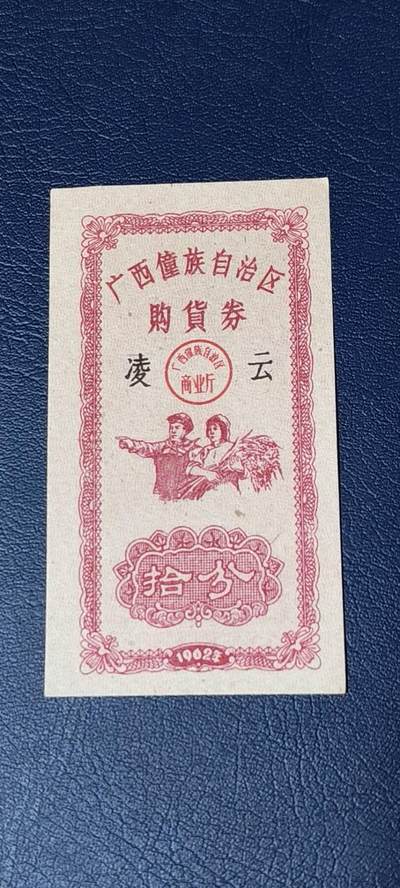 广西僮族自治区
购貨券
凌 云
广西僮族自治区
商业厅
拾分
1962年